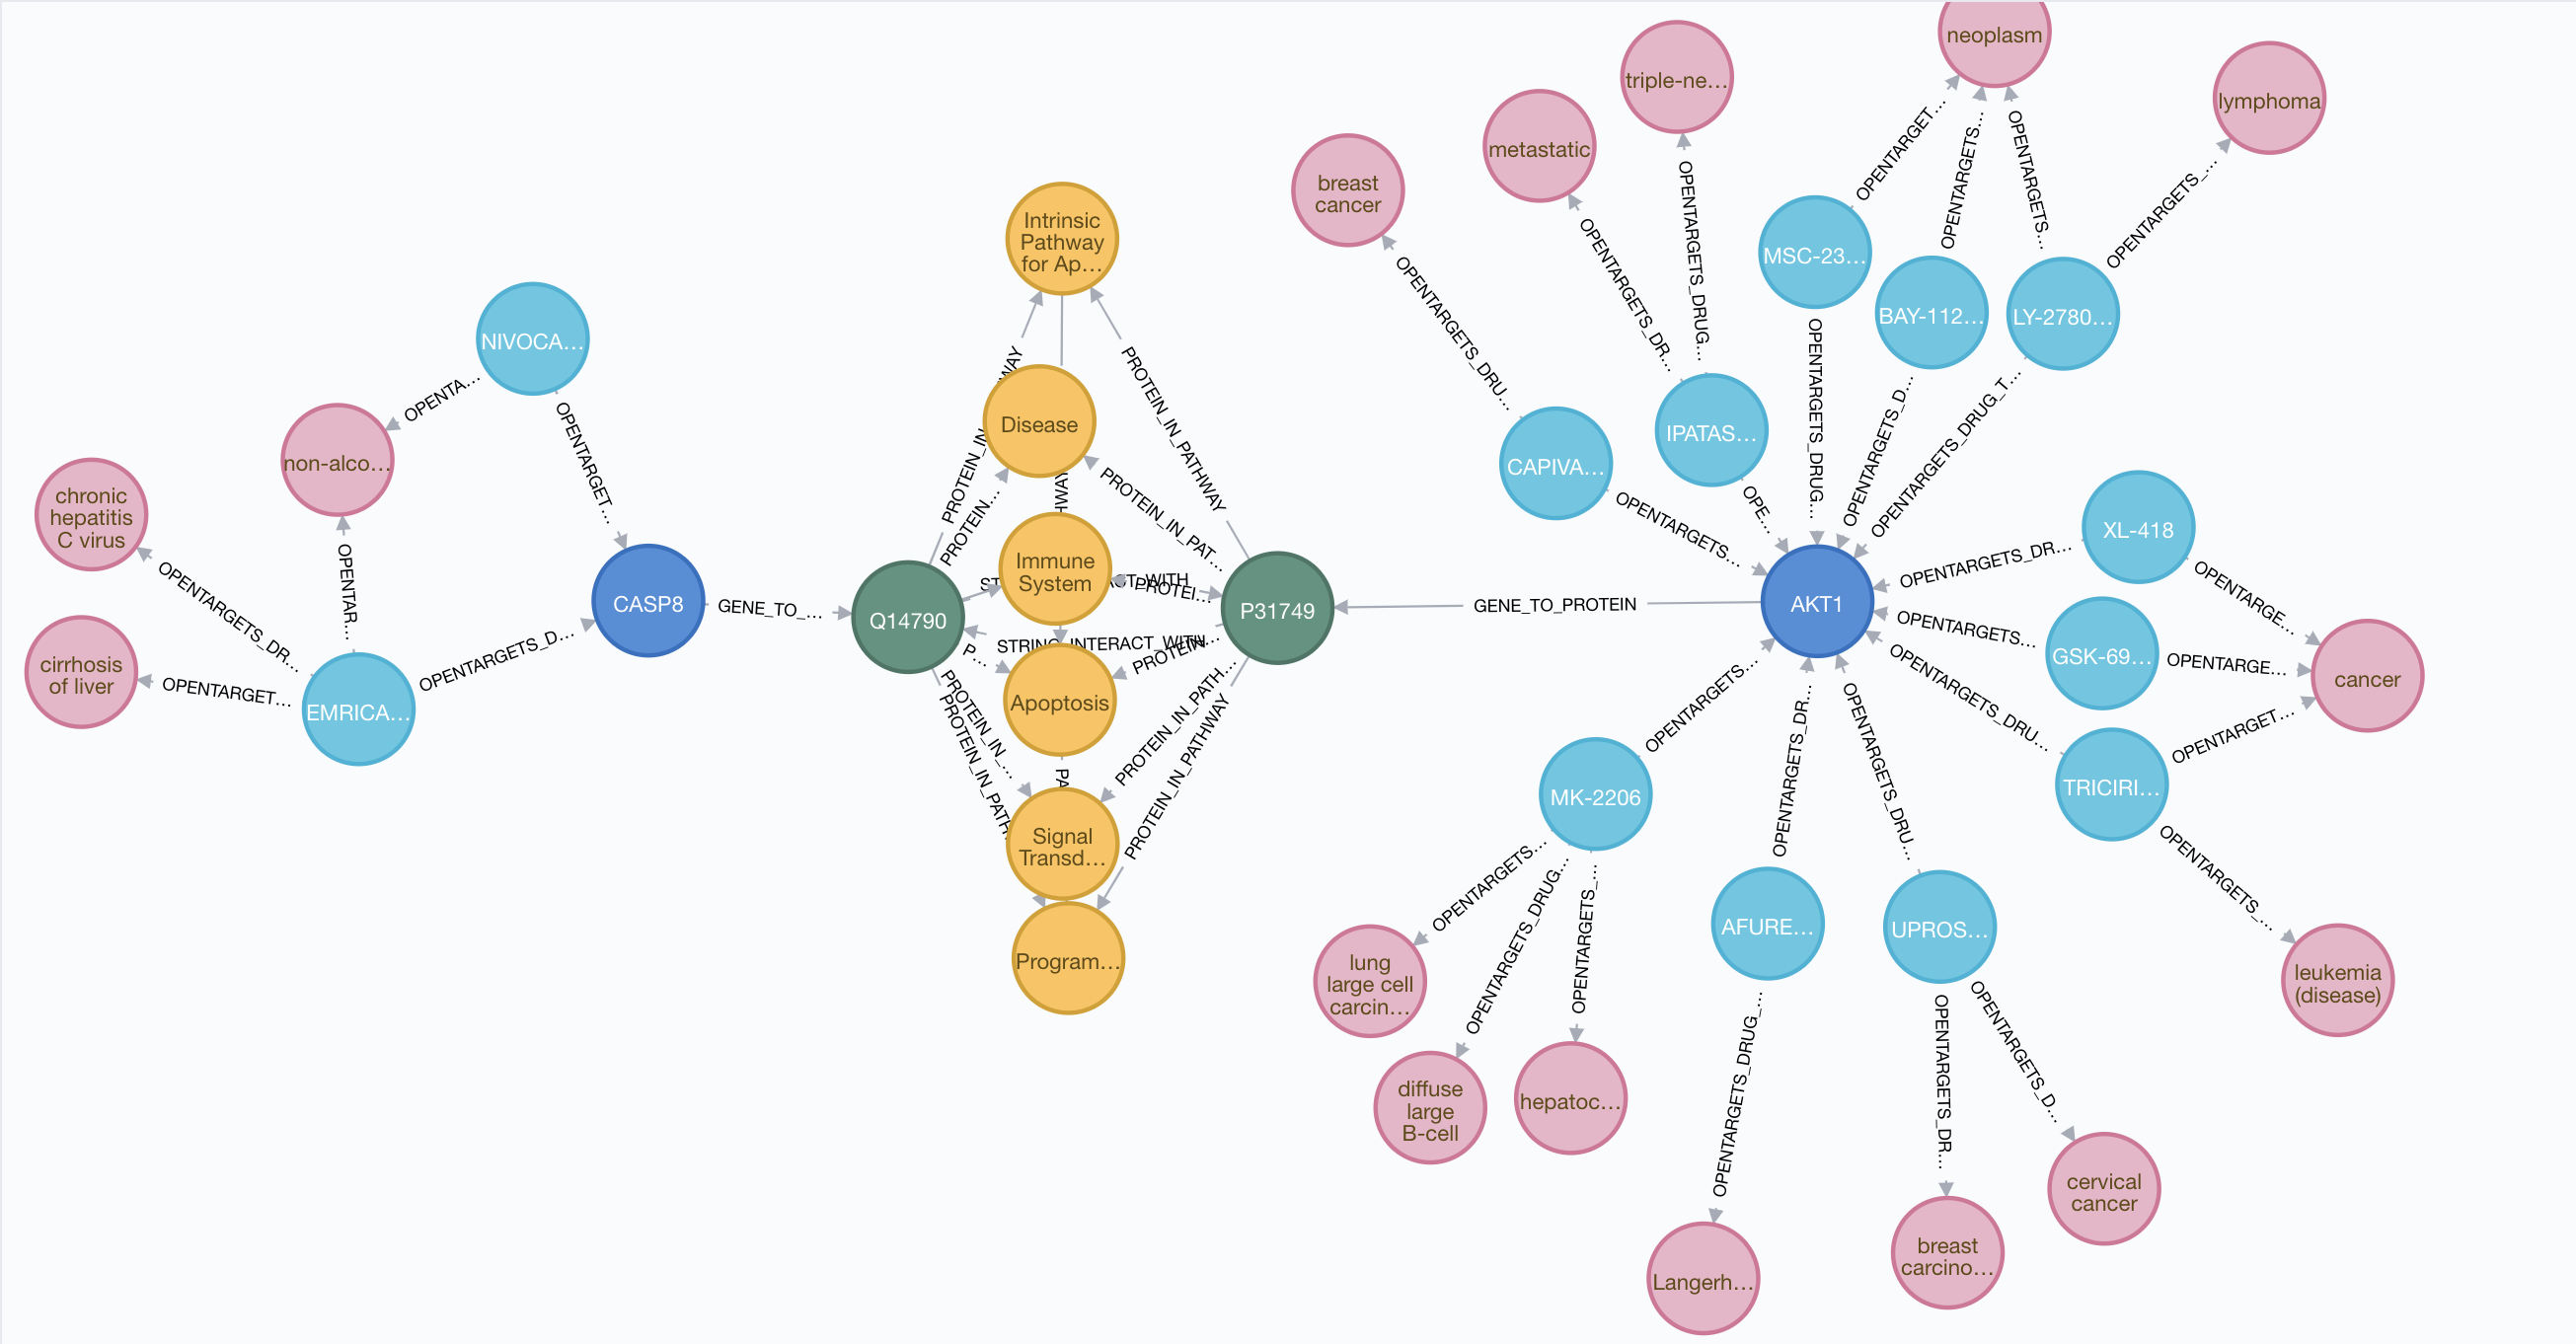 neoplasm
triple-ne...
lymphoma
metastatic
breast
cancer
OPENTARGET...
OPENTARGETS...
OPENTARGETS...
OPENTARGETS_...
OPENTARGETS_DRUG...
OPENTARGETS_DR...
OPENTARGETS_DRU...
Intrinsic
Pathway
for Ap...
MSC-23...
BAY-112...
LY-2780...
NIVOCA...
WAY
PROTEIN_IN_PATHWAY
OPENTARGETS_DRUG...
OPENTARGETS_D...
OPENTARGETS_DRUG_T...
OPENTA...
OPENTARGET...
Disease
IPATAS...
CAPIVA...
non-alco...
PROTEIN_IN
PROTEIN...
PROTEIN_IN_PAT...
OPE...
OPENTARGETS...
chronic
hepatitis
C virus
XL-418
OPENTARGETS_DR...
OPENTARGE...
OPENTAR...
OPENTARGETS_DR...
Immune
System
ACT_WITH
PROTEI...
CASP8
GENE_TO_...
Q14790
P31749
GENE_TO_PROTEIN
AKT1
OPENTARGETS...
GSK-69...
OPENTARGE...
cancer
cirrhosis
of liver
OPENTARGET...
EMRICA...
OPENTARGETS_D...
STRING_INTERACT_WITH
P...
PROTEIN...
Apoptosis
PROTEIN_IN_...
PROTEIN_IN_PATH
PROTEIN_IN_PATH...
PROTEIN_IN_PATHWAY
PA
OPENTARGETS...
OPENTARGETS_DR...
OPENTARGETS_DRU...
OPENTARGETS_DRU...
OPENTARGET...
TRICIRI...
MK-2206
Signal
Transd...
Program...
OPENTARGETS...
OPENTARGETS_DRUG...
OPENTARGETS_...
AFURE...
UPROS...
OPENTARGETS_...
lung
large cell
carcin...
leukemia
(disease)
diffuse
large
B-cell
hepatoc...
OPENTARGETS_DRUG_...
OPENTARGETS_DR...
OPENTARGETS_D...
cervical
cancer
breast
carcino...
Langerh...